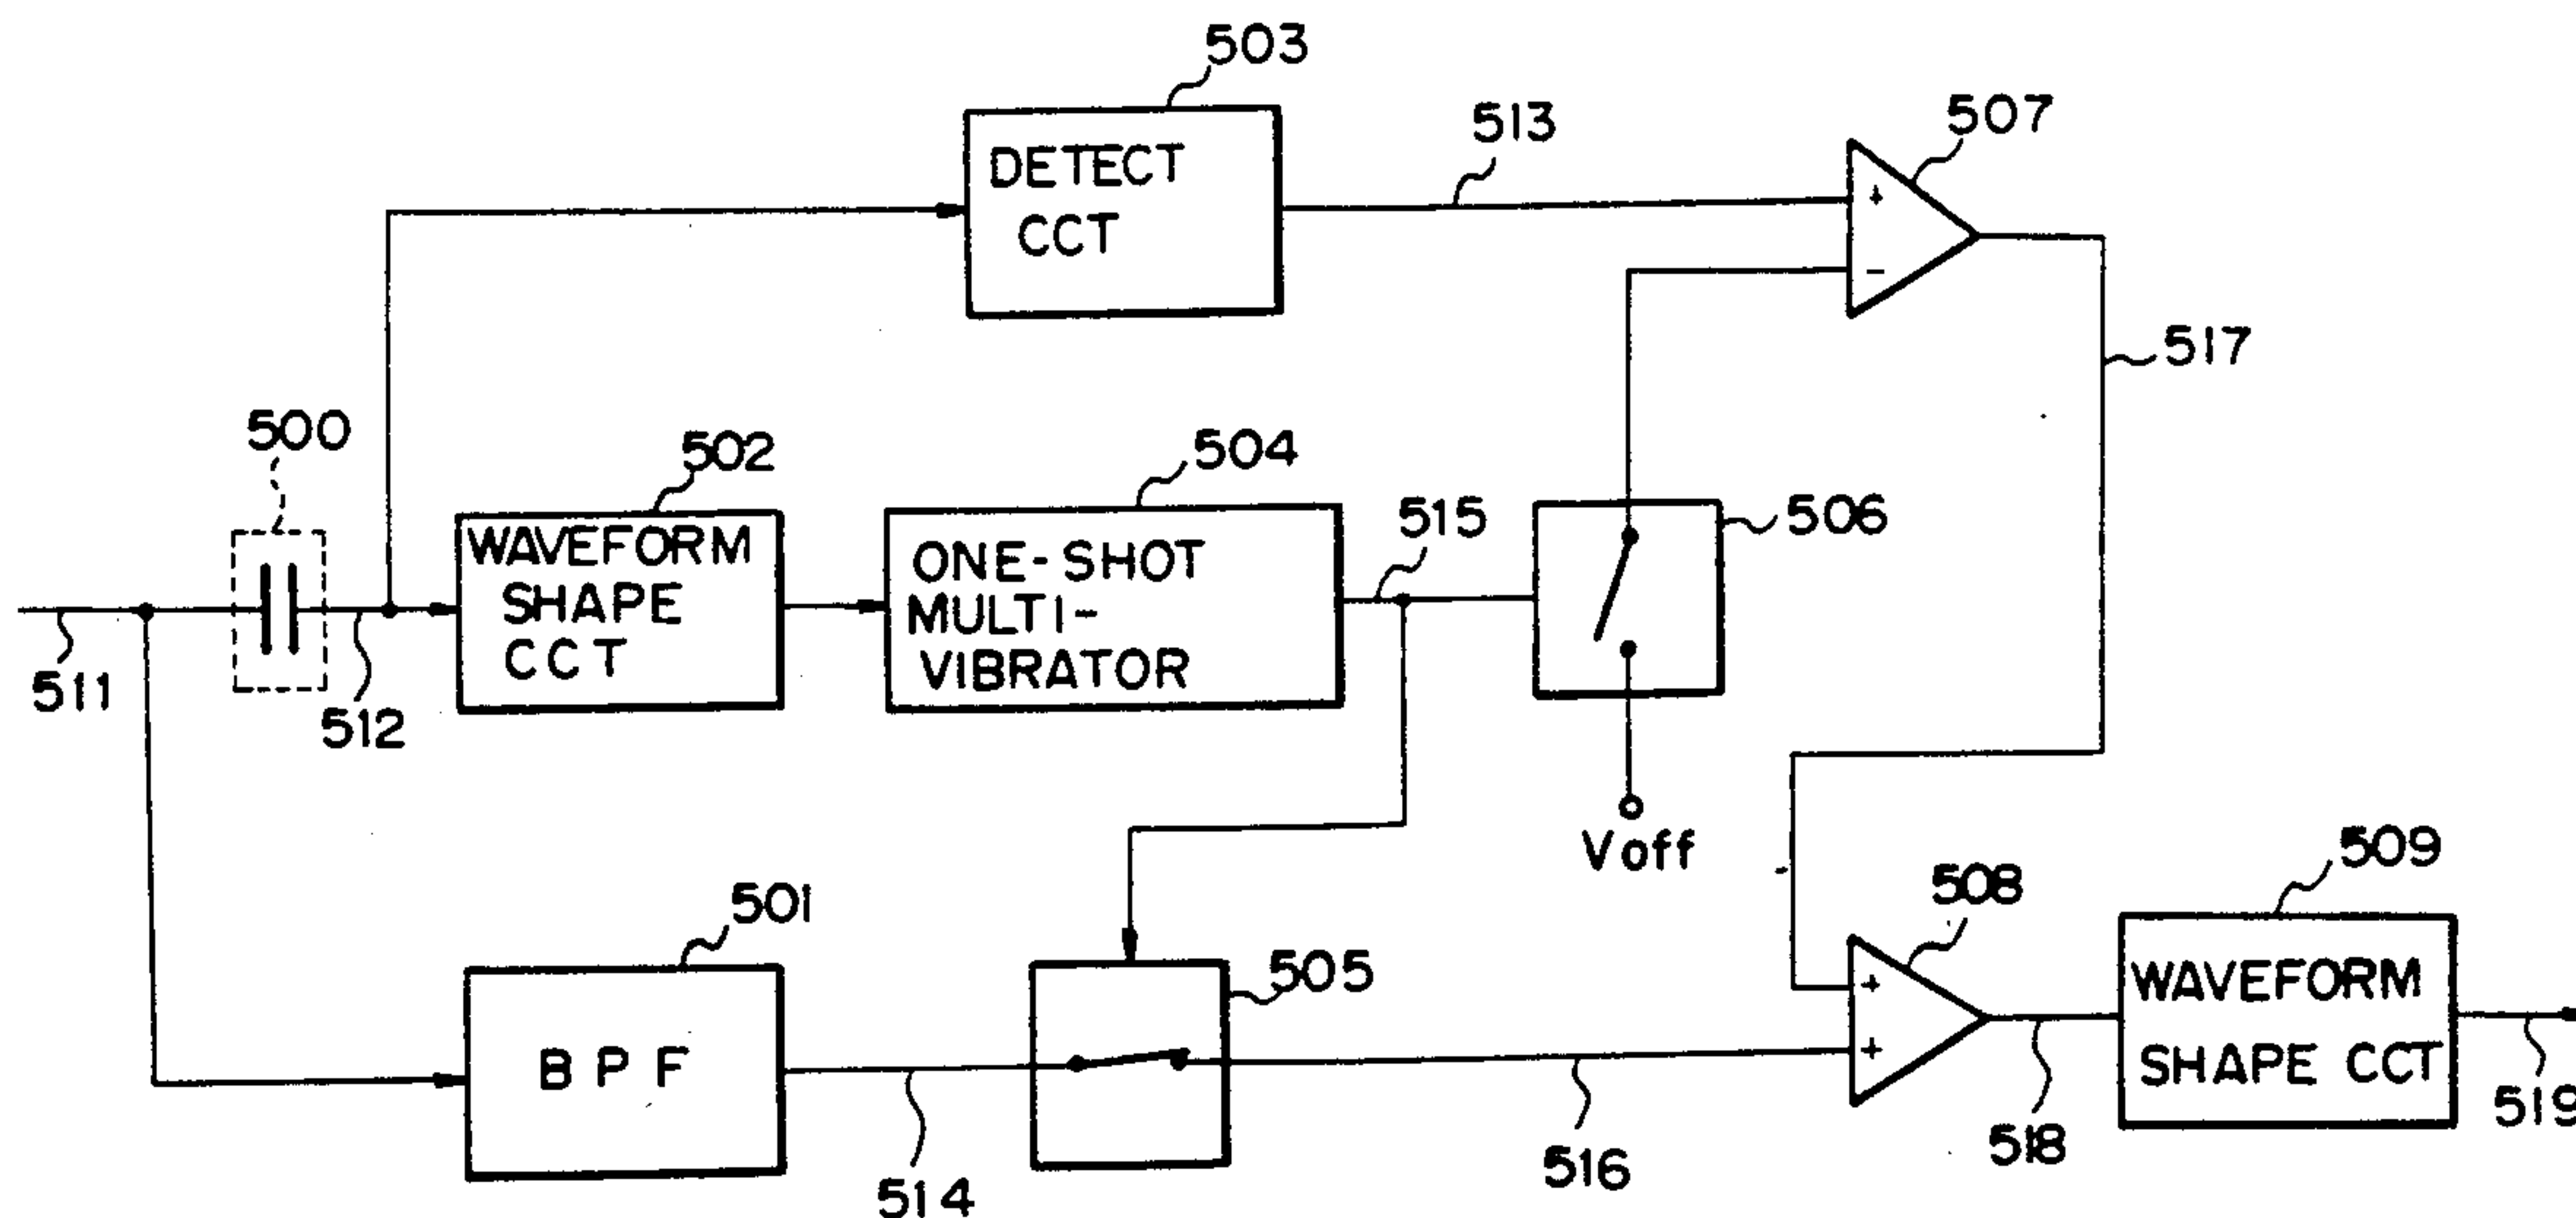 503
DETECT
CCT
513
507
+
-
517
500
502
WAVEFORM
SHAPE
CCT
504
ONE-SHOT
MULTI-
VIBRATOR
515
506
511
512
Voff
501
BPF
514
505
516
508
+
+
518
509
WAVEFORM
SHAPE CCT
519